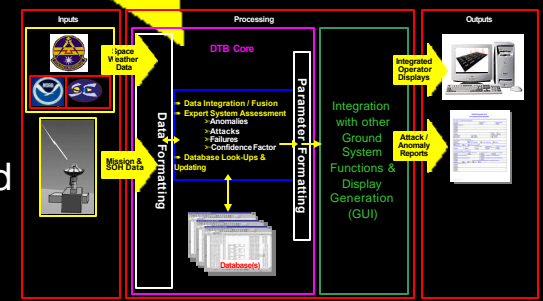 Inputs
Processing
Outputs
Space
Weather
Data
DTB Core
Integrated
Operator
Displays
Data Formatting
Parameter Formatting
Data Integration / Fusion
Expert System Assessment
Anomalies
Attacks
Failures
Confidence Factor
Database Look-Ups &
Updating
Integration
with other
Ground
System
Functions &
Display
Generation
(GUI)
Mission &
SOH Data
Attack /
Anomaly
Reports
Database(s)
d